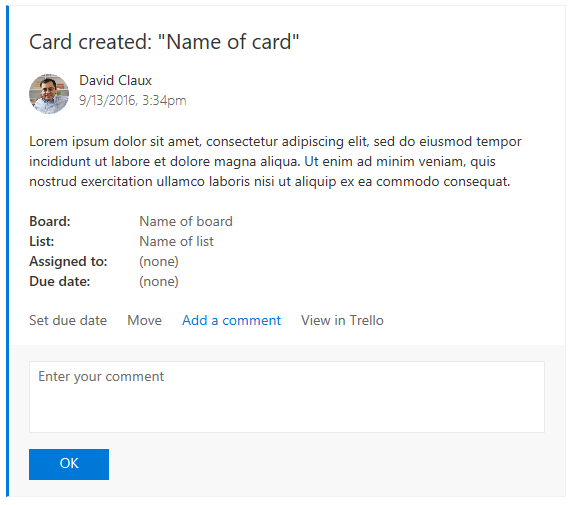 Card created: "Name of card"
David Claux
9/13/2016, 3:34pm
Lorem ipsum dolor sit amet, consectetur adipiscing elit, sed do eiusmod tempor
incididunt ut labore et dolore magna aliqua. Ut enim ad minim veniam, quis
nostrud exercitation ullamco laboris nisi ut aliquip ex ea commodo consequat.
Board: Name of board
List: Name of list
Assigned to: (none)
Due date: (none)
Set due date Move Add a comment View in Trello
Enter your comment
OK